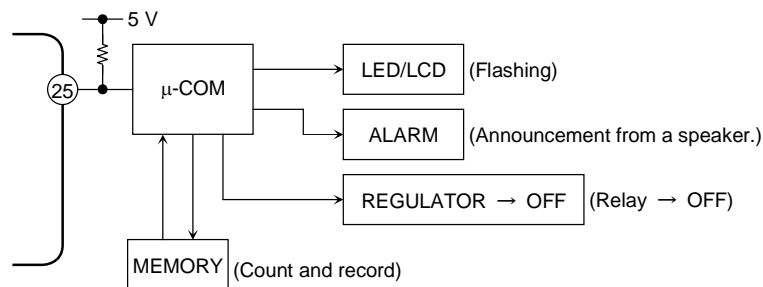 5 V
25
μ-COM
LED/LCD (Flashing)
ALARM (Announcement from a speaker.)
REGULATOR → OFF (Relay → OFF)
MEMORY (Count and record)